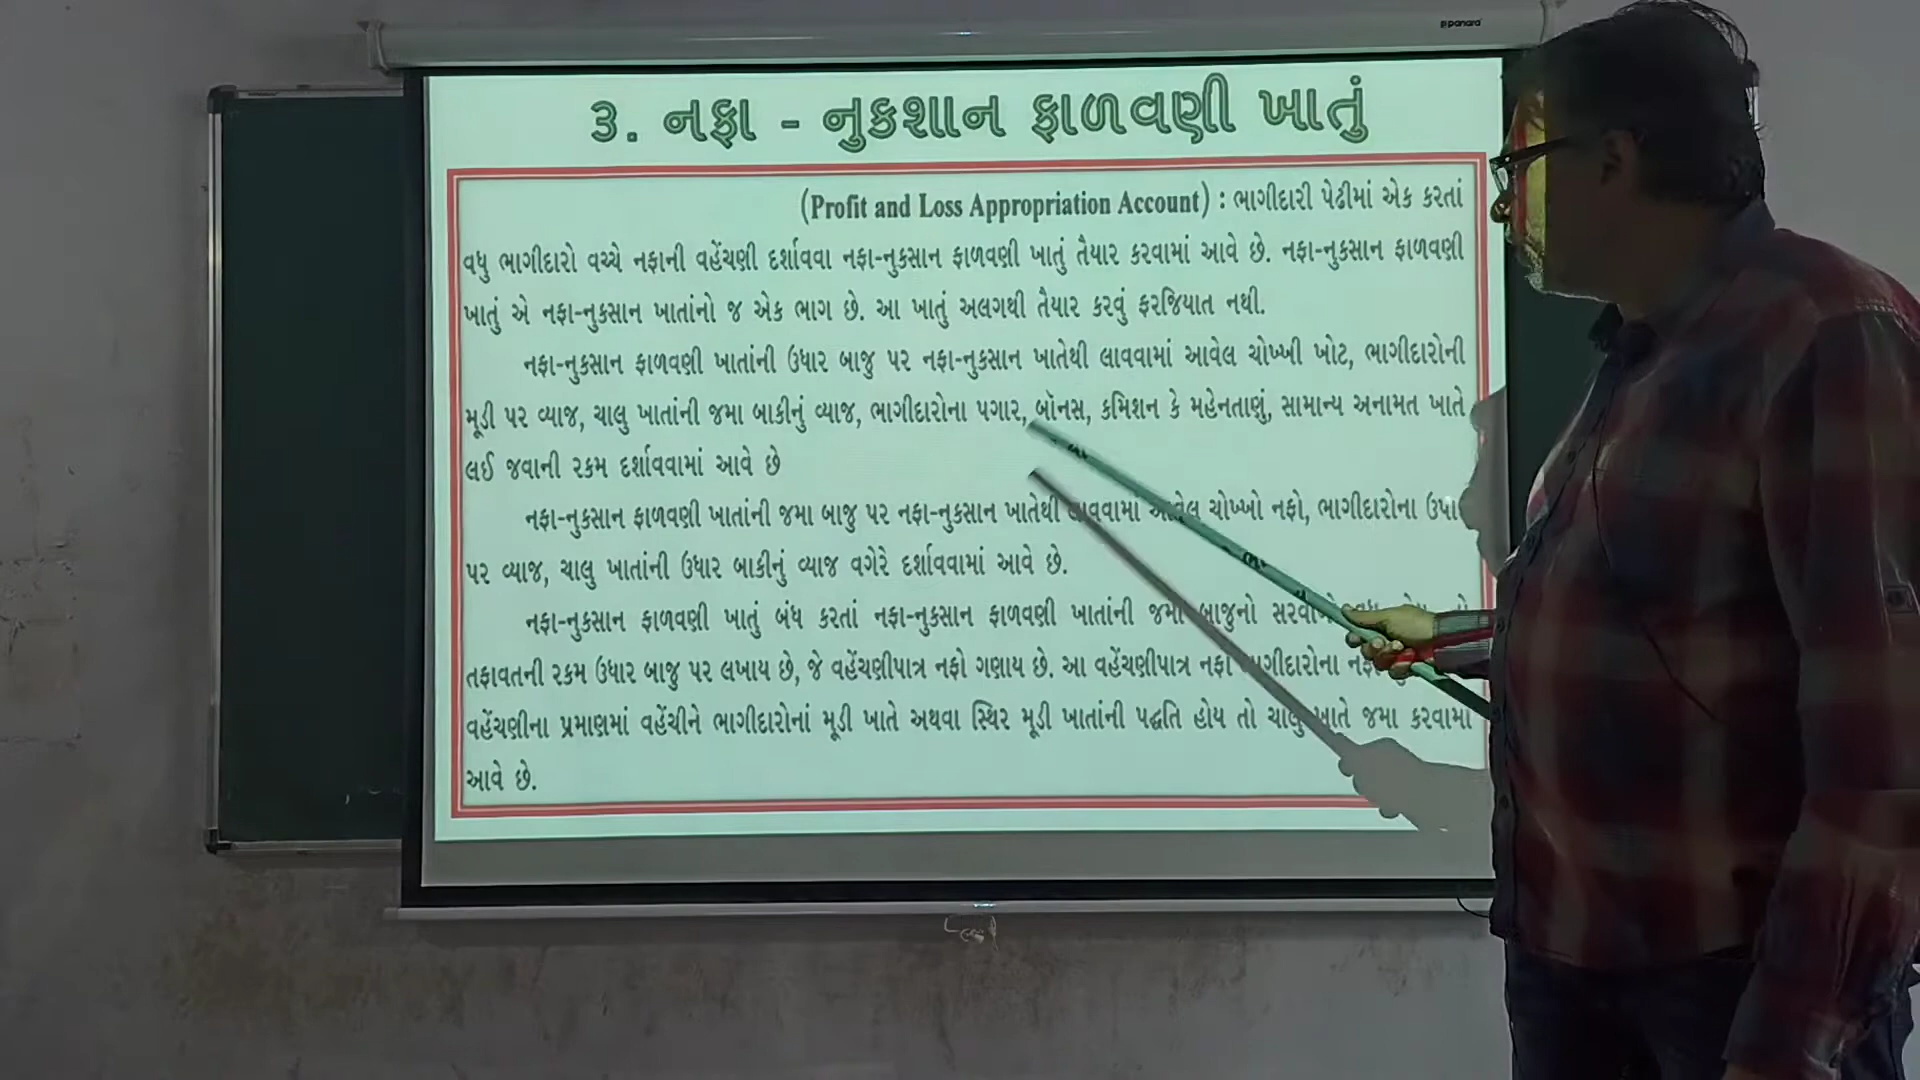 panara
૩. નફા - નુકશાન ફાળવણી ખાતું
(Profit and Loss Appropriation Account) : ભાગીદારી પેઢીમાં એક કરતાં
વધુ ભાગીદારો વચ્ચે નફાની વહેંચણી દર્શાવવા નફા-નુકસાન ફાળવણી ખાતું તૈયાર કરવામાં આવે છે. નફા-નુકસાન ફાળવણી
ખાતું એ નફા-નુકસાન ખાતાંનો જ એક ભાગ છે. આ ખાતું અલગથી તૈયાર કરવું ફરજિયાત નથી.
નફા-નુકસાન ફાળવણી ખાતાંની ઉધાર બાજુ પર નફા-નુકસાન ખાતેથી લાવવામાં આવેલ ચોખ્ખી ખોટ, ભાગીદારોની
મૂડી પર વ્યાજ, ચાલુ ખાતાંની જમા બાકીનું વ્યાજ, ભાગીદારોના પગાર, બૉનસ, કમિશન કે મહેનતાણું, સામાન્ય અનામત ખાતે
લઈ જવાની રકમ દર્શાવવામાં આવે છે
નફા-નુકસાન ફાળવણી ખાતાંની જમા બાજુ પર નફા-નુકસાન ખાતેથી લાવવામાં આવેલ ચોખ્ખો નફો, ભાગીદારોના
પર વ્યાજ, ચાલુ ખાતાંની ઉધાર બાકીનું વ્યાજ વગેરે દર્શાવવામાં આવે છે.
નફા-નુકસાન ફાળવણી ખાતું બંધ કરતાં નફા-નુકસાન ફાળવણી ખાતાંની જમા બાજુનો
તફાવતની રકમ ઉધાર બાજુ પર લખાય છે, જે વહેંચણીપાત્ર નફો ગણાય છે. આ વહેંચણીપાત્ર નફો ભાગીદારોના
વહેંચણીના પ્રમાણમાં વહેંચીને ભાગીદારોનાં મૂડી ખાતે અથવા સ્થિર મૂડી ખાતાંની પદ્ધતિ હોય તો ચાલુ ખાતે જમા કરવામાં
આવે છે.